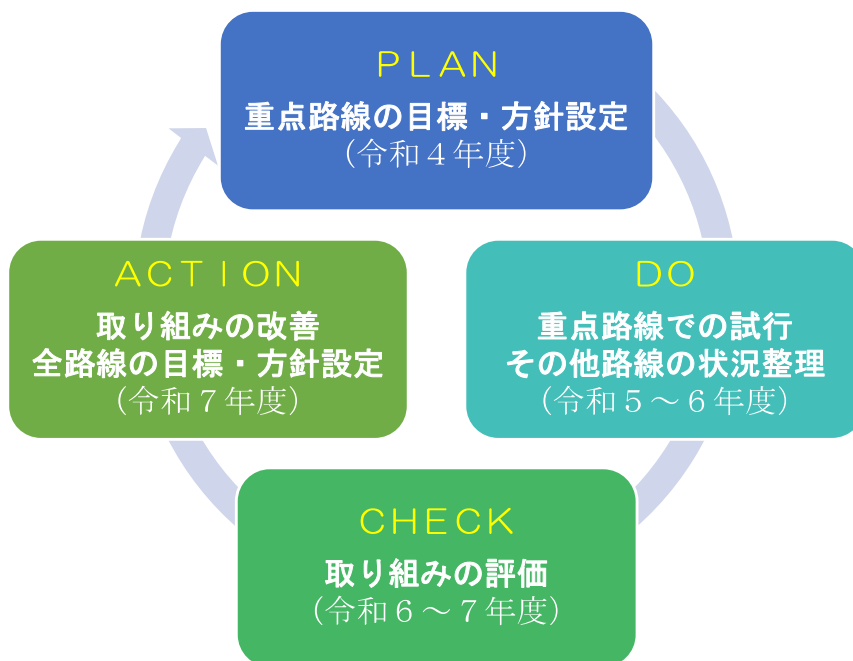 ＰＬＡＮ
重点路線の目標・方針設定
（令和４年度）
ＤＯ
重点路線での試行
その他路線の状況整理
（令和５～６年度）
ＣＨＥＣＫ
取り組みの評価
（令和６～７年度）
ＡＣＴＩＯＮ
取り組みの改善
全路線の目標・方針設定
（令和７年度）